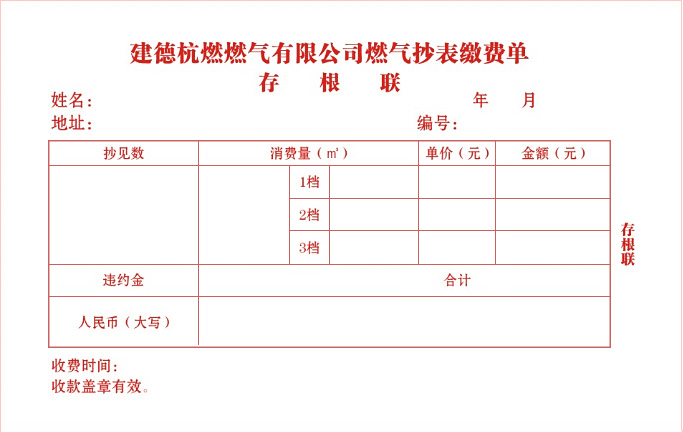 建德杭燃燃气有限公司燃气抄表缴费单
存 根 联
姓名： 年 月
地址： 编号：
抄见数 消费量（㎥） 单价（元） 金额（元）
1档
2档
3档
存根联
违约金 合计
人民币（大写）
收费时间：
收款盖章有效。